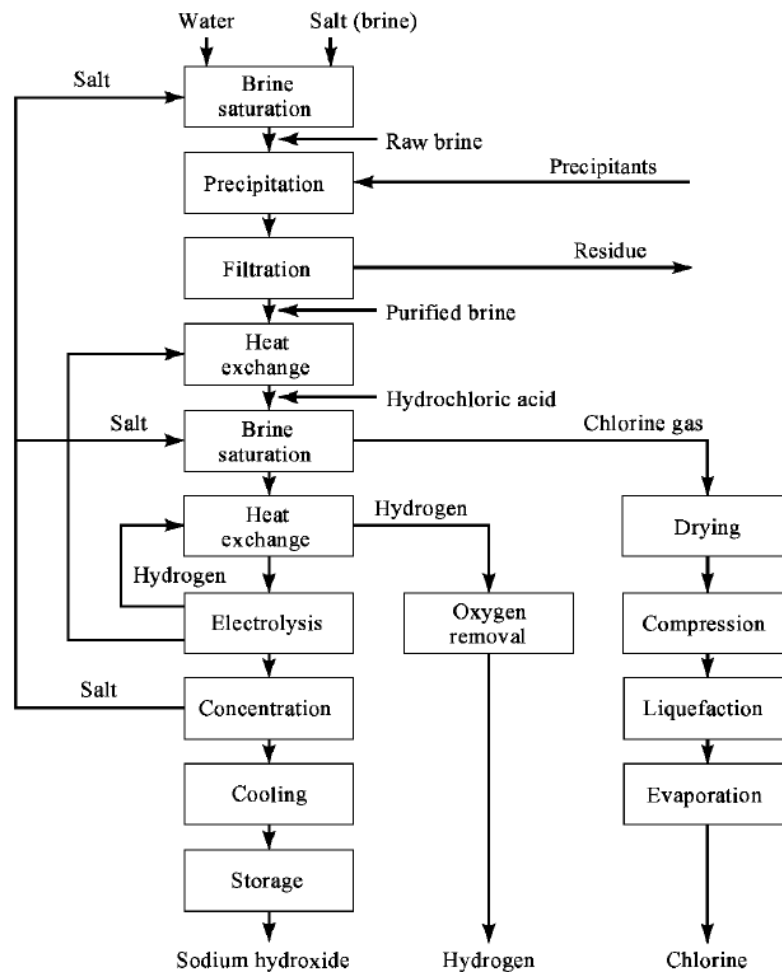 Water
Salt (brine)
Salt
Brine
saturation
Raw brine
Precipitants
Precipitation
Residue
Filtration
Purified brine
Heat
exchange
Hydrochloric acid
Salt
Chlorine gas
Brine
saturation
Hydrogen
Heat
exchange
Drying
Hydrogen
Electrolysis
Oxygen
removal
Compression
Salt
Concentration
Liquefaction
Cooling
Evaporation
Storage
Sodium hydroxide
Hydrogen
Chlorine